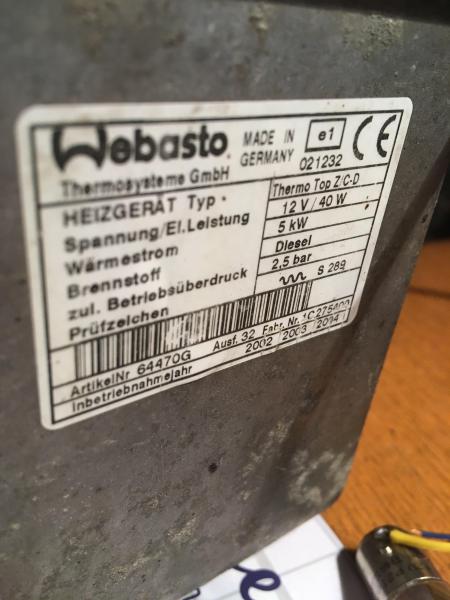 Webasto
MADE IN
GERMANY
e1
021232
CE
Thermosysteme GmbH
HEIZGERÄT Typ
Thermo Top Z/C-D
Spannung/El.Leistung
12 V / 40 W
Wärmestrom
5 kW
Brennstoff
Diesel
zul. Betriebsüberdruck
2,5 bar
Prüfzeichen
S 289
ArtikelNr 64470G Ausf. 32 Fabr. Nr.
Inbetriebnahmejahr 2002 2003 2004